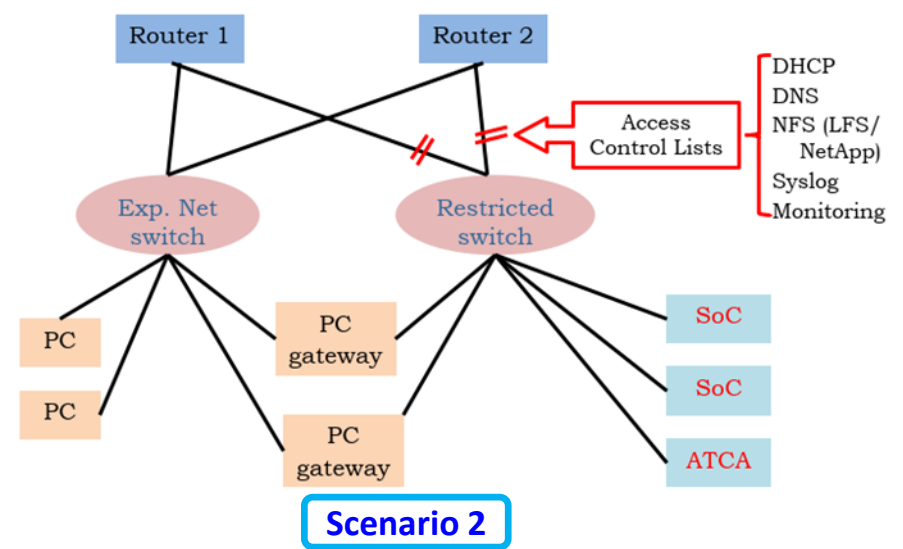 Router 1
Router 2
DHCP
DNS
NFS (LFS/
NetApp)
Syslog
Monitoring
Access
Control Lists
Exp. Net
switch
Restricted
switch
PC
PC
PC
gateway
PC
gateway
SoC
SoC
ATCA
Scenario 2